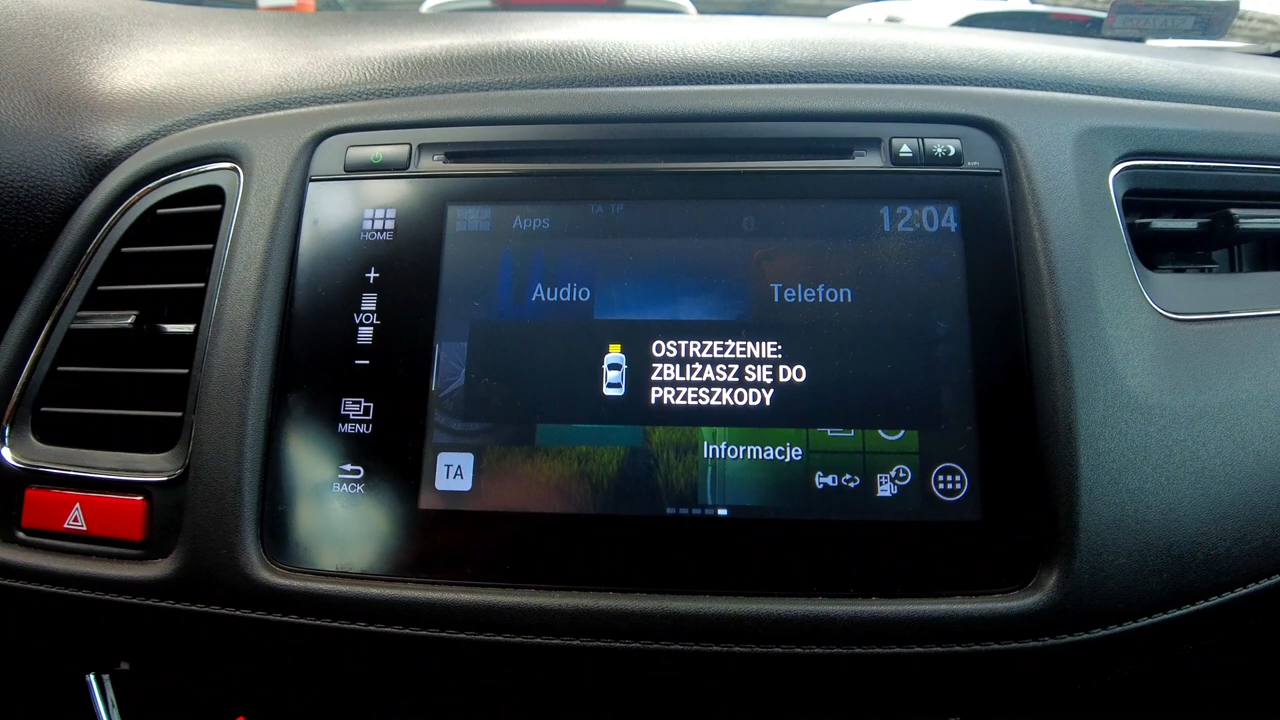 HOME
VOL
MENU
BACK
TA TP
Apps
12:04
Audio
Telefon
OSTRZEŻENIE:
ZBLIŻASZ SIĘ DO
PRZESZKODY
Informacje
TA